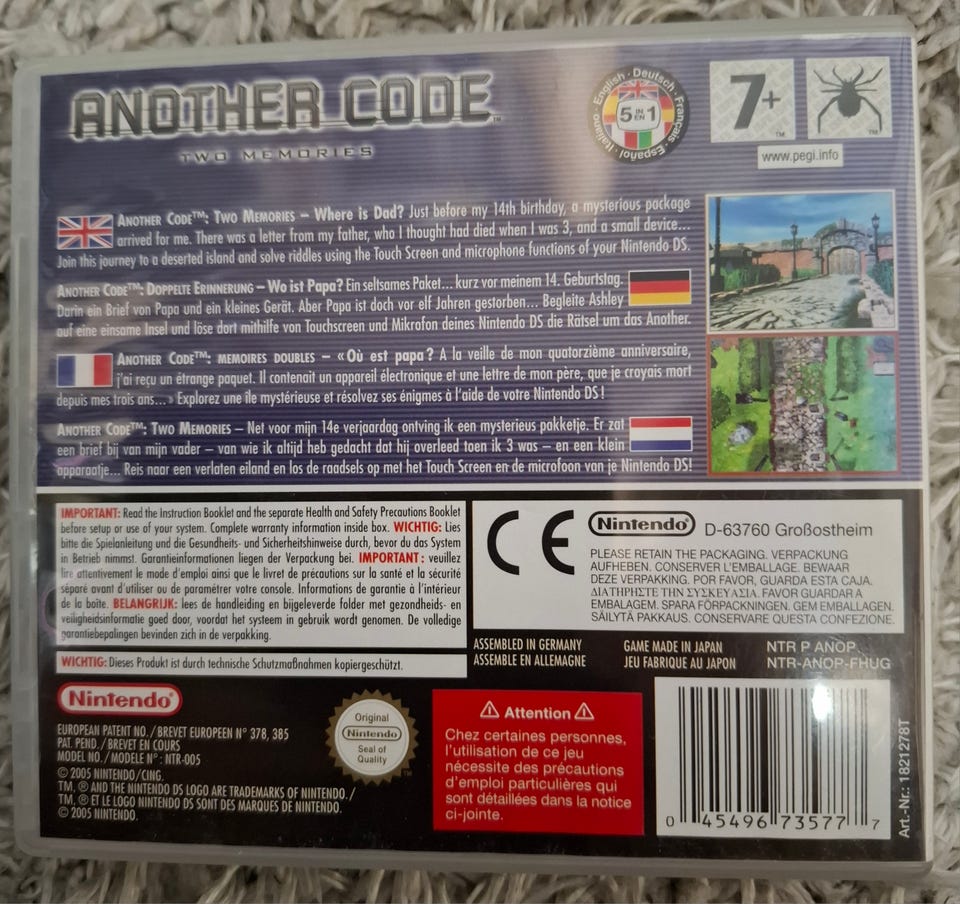 ANOTHER CODE™
TWO MEMORIES
English · Deutsch · Français · Español · Italiano
5 IN EN 1
7+ ™
™
www.pegi.info
ANOTHER CODE™: TWO MEMORIES – Where is Dad? Just before my 14th birthday, a mysterious package
arrived for me. There was a letter from my father, who I thought had died when I was 3, and a small device...
Join this journey to a deserted island and solve riddles using the Touch Screen and microphone functions of your Nintendo DS.
ANOTHER CODE™: DOPPELTE ERINNERUNG – Wo ist Papa? Ein seltsames Paket... kurz vor meinem 14. Geburtstag.
Darin ein Brief von Papa und ein kleines Gerät. Aber Papa ist doch vor elf Jahren gestorben... Begleite Ashley
auf eine einsame Insel und löse dort mithilfe von Touchscreen und Mikrofon deines Nintendo DS die Rätsel um das Another.
ANOTHER CODE™: MEMOIRES DOUBLES – « Où est papa ? A la veille de mon quatorzième anniversaire,
j'ai reçu un étrange paquet. Il contenait un appareil électronique et une lettre de mon père, que je croyais mort
depuis mes trois ans... » Explorez une île mystérieuse et résolvez ses énigmes à l'aide de votre Nintendo DS !
ANOTHER CODE™: TWO MEMORIES – Net voor mijn 14e verjaardag ontving ik een mysterieus pakketje. Er zat
een brief bij van mijn vader – van wie ik altijd heb gedacht dat hij overleed toen ik 3 was – en een klein
apparaatje... Reis naar een verlaten eiland en los de raadsels op met het Touch Screen en de microfoon van je Nintendo DS!
IMPORTANT: Read the Instruction Booklet and the separate Health and Safety Precautions Booklet
before setup or use of your system. Complete warranty information inside box. WICHTIG: Lies
bitte die Spielanleitung und die Gesundheits- und Sicherheitshinweise durch, bevor du das System
in Betrieb nimmst. Garantieinformationen liegen der Verpackung bei. IMPORTANT : veuillez
lire attentivement le mode d'emploi ainsi que le livret de précautions sur la santé et la sécurité
séparé avant d'utiliser ou de paramétrer votre console. Informations de garantie à l'intérieur
de la boîte. BELANGRIJK: lees de handleiding en bijgeleverde folder met gezondheids- en
veiligheidsinformatie goed door, voordat het systeem in gebruik wordt genomen. De volledige
garantiebepalingen bevinden zich in de verpakking.
WICHTIG: Dieses Produkt ist durch technische Schutzmaßnahmen kopiergeschützt.
CE
Nintendo® D-63760 Großostheim
PLEASE RETAIN THE PACKAGING. VERPACKUNG
AUFHEBEN. CONSERVER L'EMBALLAGE. BEWAAR
DEZE VERPAKKING. POR FAVOR, GUARDA ESTA CAJA.
ΔΙΑΤΗΡΗΣΤΕ ΤΗΝ ΣΥΣΚΕΥΑΣΙΑ. FAVOR GUARDAR A
EMBALAGEM. SPARA FÖRPACKNINGEN. GEM EMBALLAGEN.
SÄILYTÄ PAKKAUS. CONSERVARE QUESTA CONFEZIONE.
ASSEMBLED IN GERMANY
ASSEMBLE EN ALLEMAGNE
GAME MADE IN JAPAN
JEU FABRIQUE AU JAPON
NTR P ANOP
NTR-ANOP-FHUG
Nintendo®
EUROPEAN PATENT NO. / BREVET EUROPEEN N° 378, 385
PAT. PEND. / BREVET EN COURS
MODEL NO. / MODELE N° : NTR-005
© 2005 NINTENDO/CING.
TM, ® AND THE NINTENDO DS LOGO ARE TRADEMARKS OF NINTENDO. /
TM, ® ET LE LOGO NINTENDO DS SONT DES MARQUES DE NINTENDO.
© 2005 NINTENDO.
Original
Nintendo®
Seal of
Quality
™
⚠ Attention ⚠
Chez certaines personnes,
l'utilisation de ce jeu
nécessite des précautions
d'emploi particulières qui
sont détaillées dans la notice
ci-jointe.
0 45496 73577 7
Art.-Nr.: 1821278T